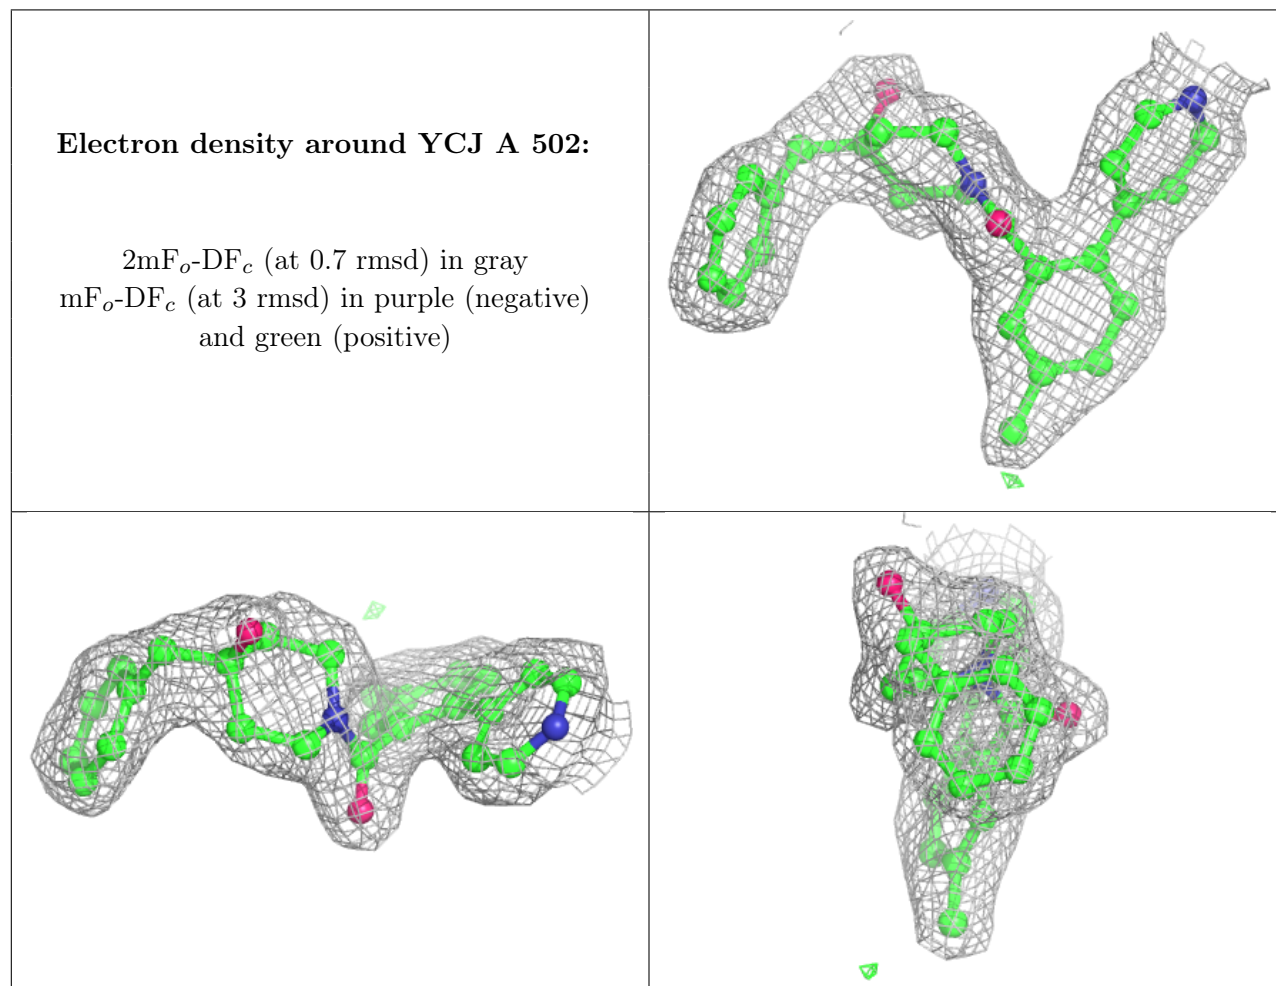 Electron density around YCJ A 502:
2mFo-DFc (at 0.7 rmsd) in gray
mFo-DFc (at 3 rmsd) in purple (negative)
and green (positive)